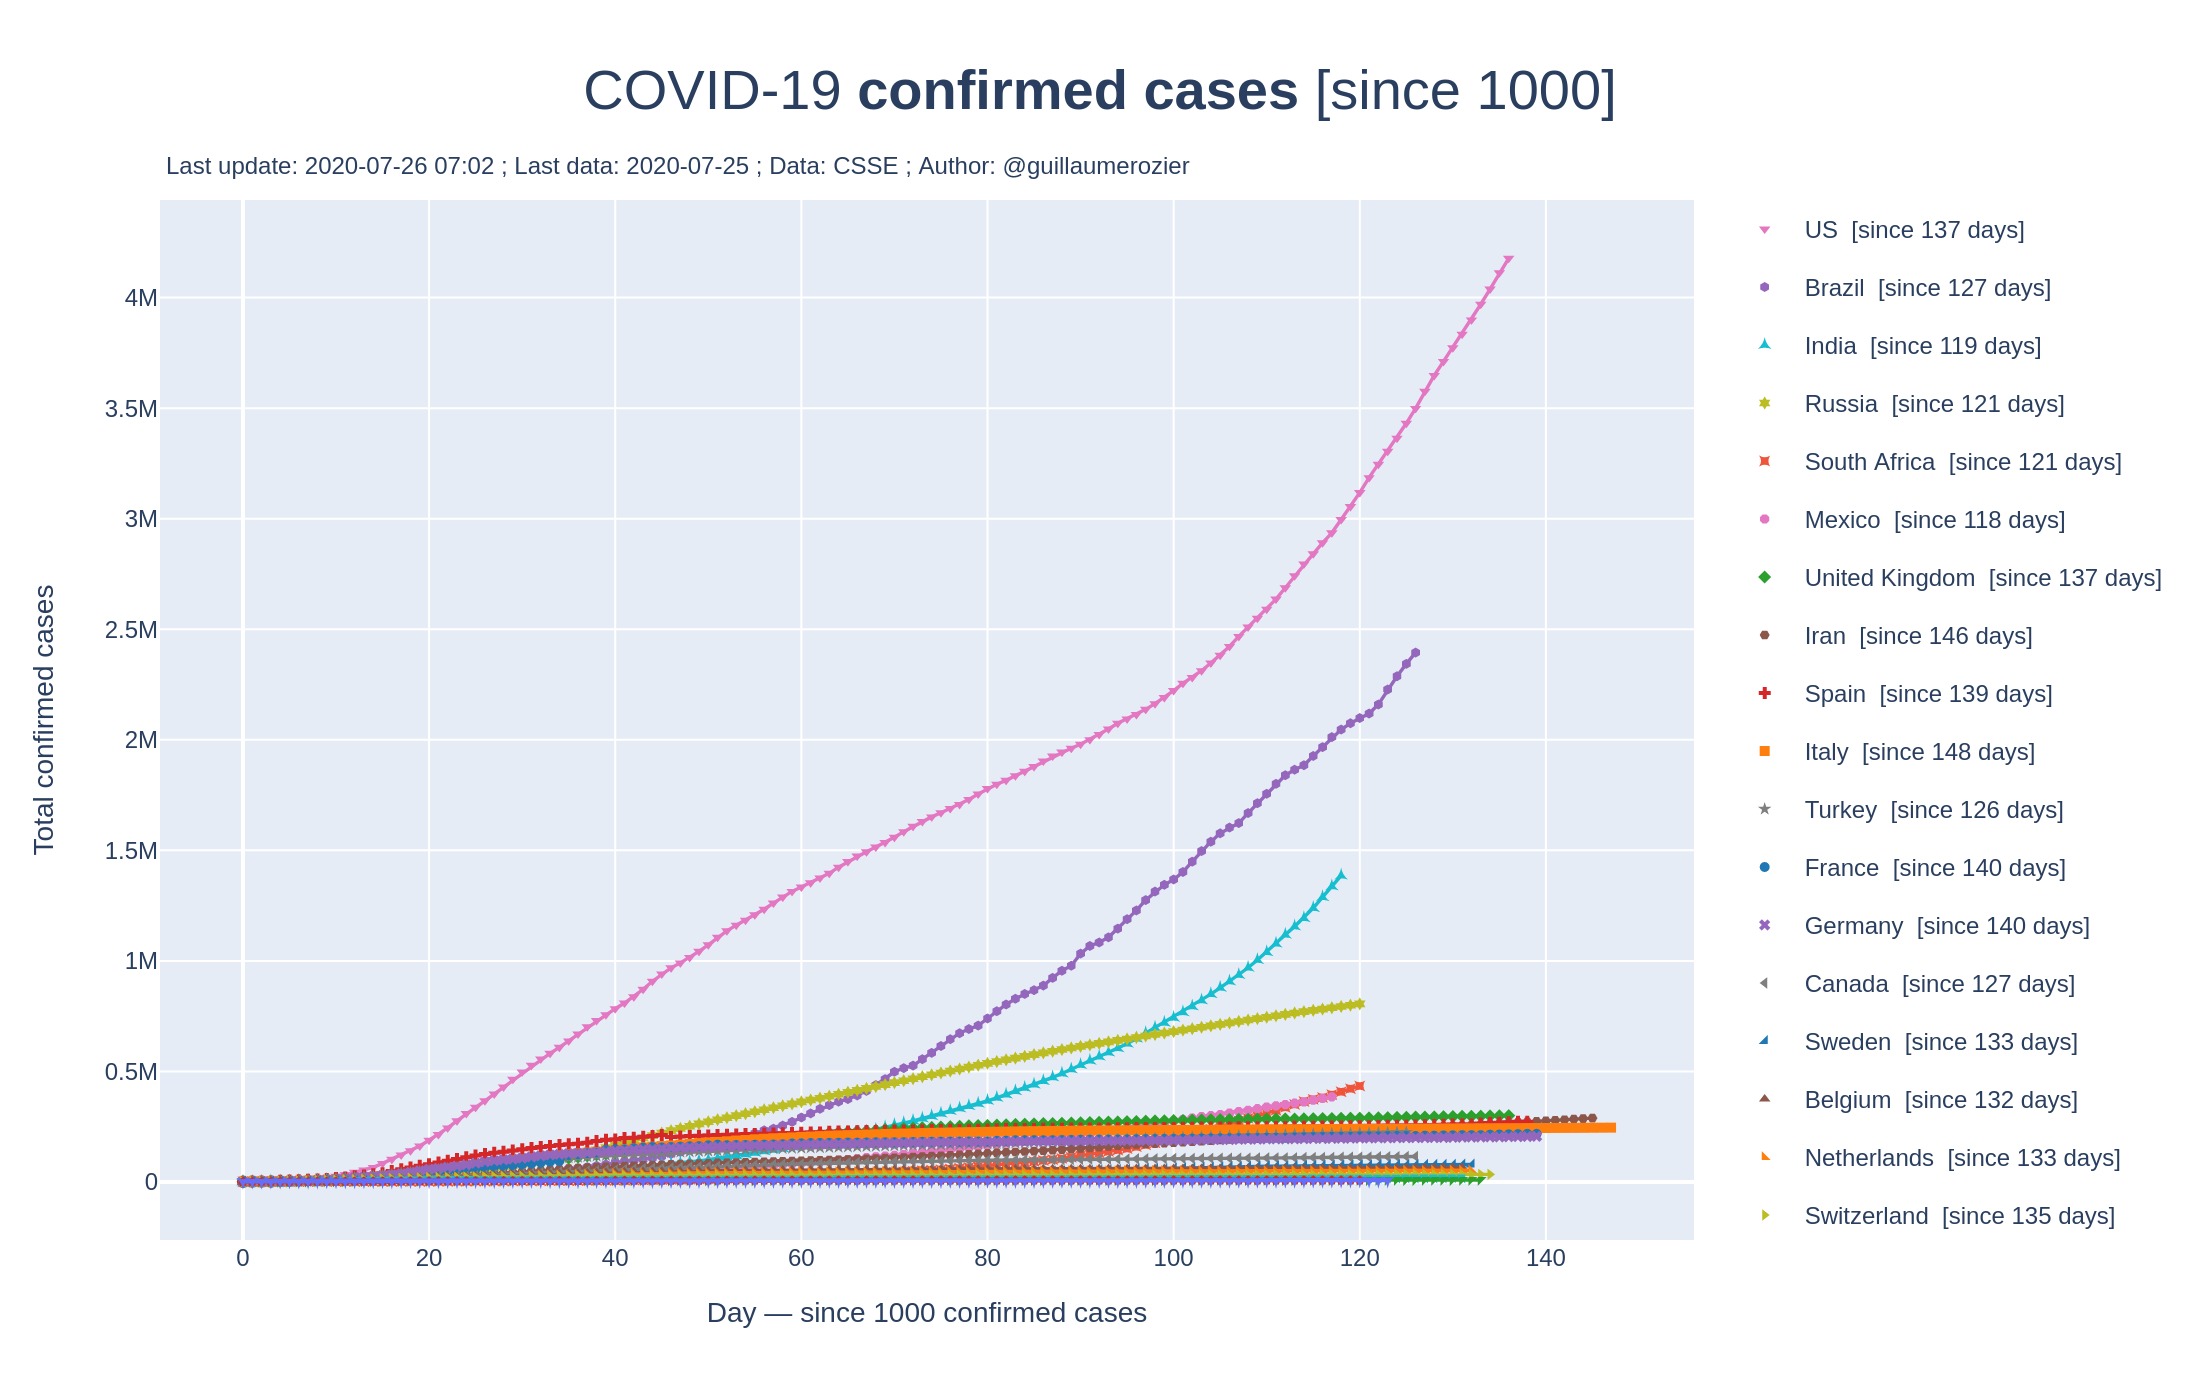 COVID-19 confirmed cases [since 1000]
Last update: 2020-07-26 07:02 ; Last data: 2020-07-25 ; Data: CSSE ; Author: @guillaumerozier
Total confirmed cases
4M
3.5M
3M
2.5M
2M
1.5M
1M
0.5M
0
0 20 40 60 80 100 120 140
Day — since 1000 confirmed cases
US [since 137 days]
Brazil [since 127 days]
India [since 119 days]
Russia [since 121 days]
South Africa [since 121 days]
Mexico [since 118 days]
United Kingdom [since 137 days]
Iran [since 146 days]
Spain [since 139 days]
Italy [since 148 days]
Turkey [since 126 days]
France [since 140 days]
Germany [since 140 days]
Canada [since 127 days]
Sweden [since 133 days]
Belgium [since 132 days]
Netherlands [since 133 days]
Switzerland [since 135 days]